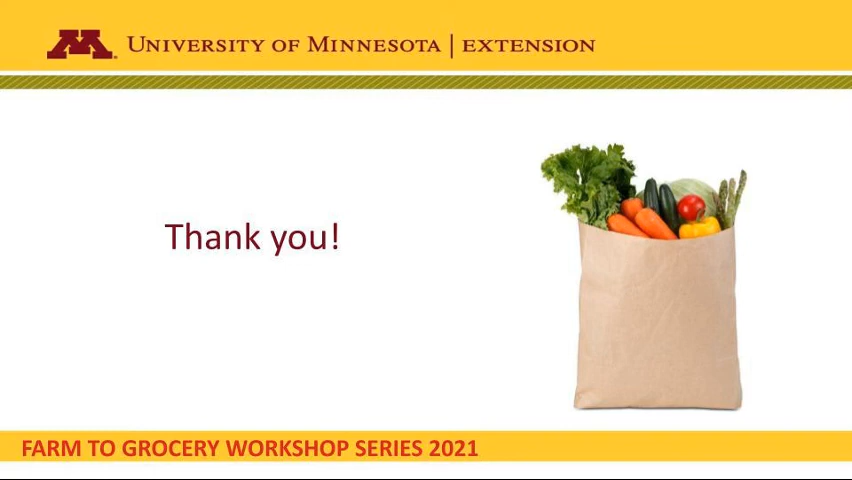 M University of Minnesota | EXTENSION
Thank you!
FARM TO GROCERY WORKSHOP SERIES 2021